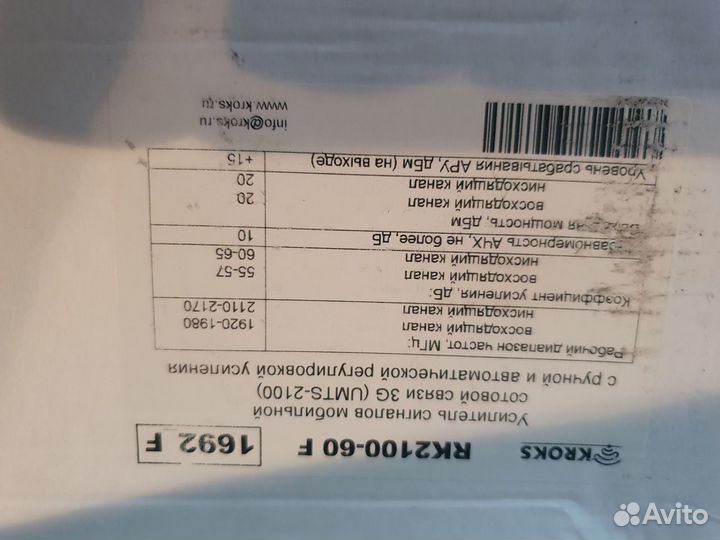 KROKS RK2100-60 F 1692 F
Усилитель сигналов мобильной
сотовой связи 3G (UMTS-2100)
с ручной и автоматической регулировкой усиления
Рабочий диапазон частот, МГц:
восходящий канал 1920-1980
нисходящий канал 2110-2170
Коэффициент усиления, дБ:
восходящий канал 55-57
нисходящий канал 60-65
АЧХ, не более, дБ 10
мощность, дБм
восходящий канал 20
нисходящий канал 20
Уровень срабатывания АРУ, дБм (на выходе) +15
info@kroks.ru
www.kroks.ru
Avito